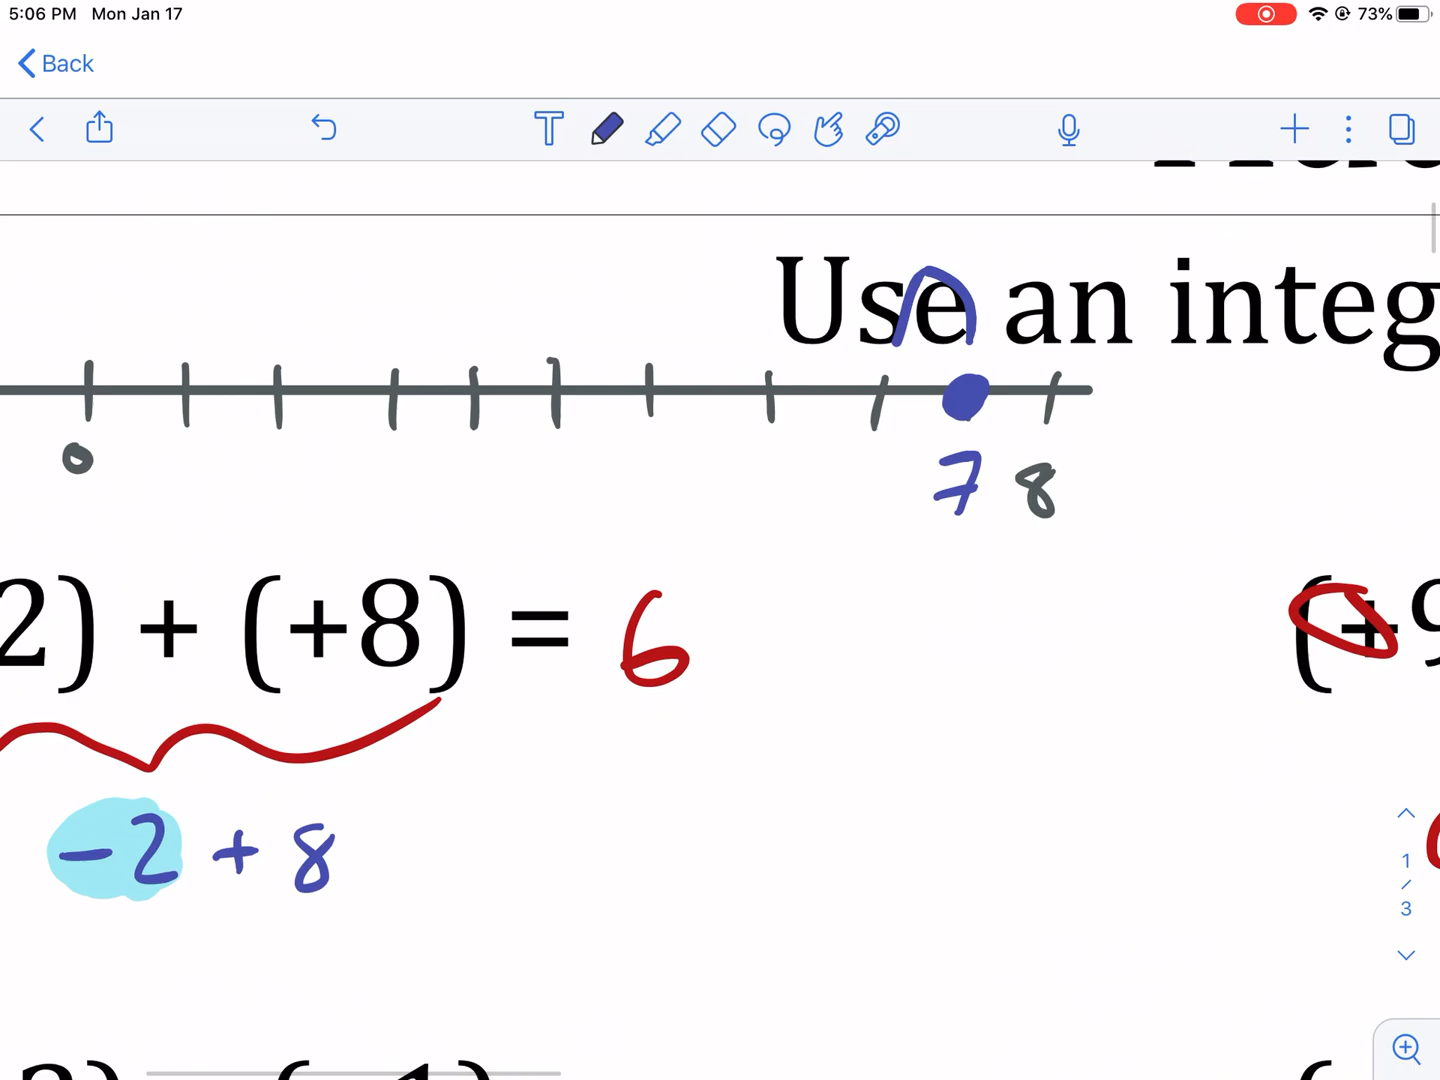 5:06 PM Mon Jan 17
73%
Back
Use an integ
0 7 8
2) + (+8) = 6
(+9
-2 + 8
1
/
3